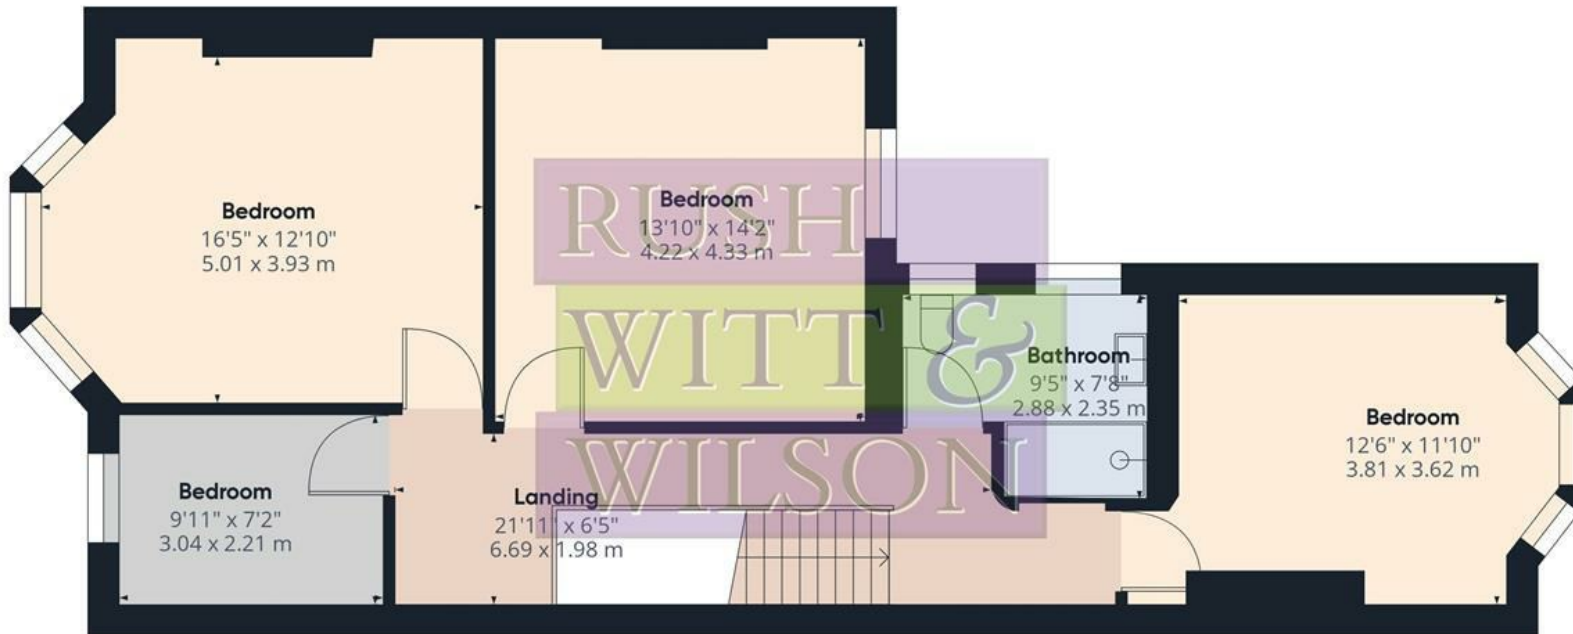 Bedroom
16'5" x 12'10"
5.01 x 3.93 m
Bedroom
13'10" x 14'2"
4.22 x 4.33 m
RUSH
WITT &
WILSON
Bathroom
9'5" x 7'8"
2.88 x 2.35 m
Bedroom
12'6" x 11'10"
3.81 x 3.62 m
Bedroom
9'11" x 7'2"
3.04 x 2.21 m
Landing
21'11" x 6'5"
6.69 x 1.98 m